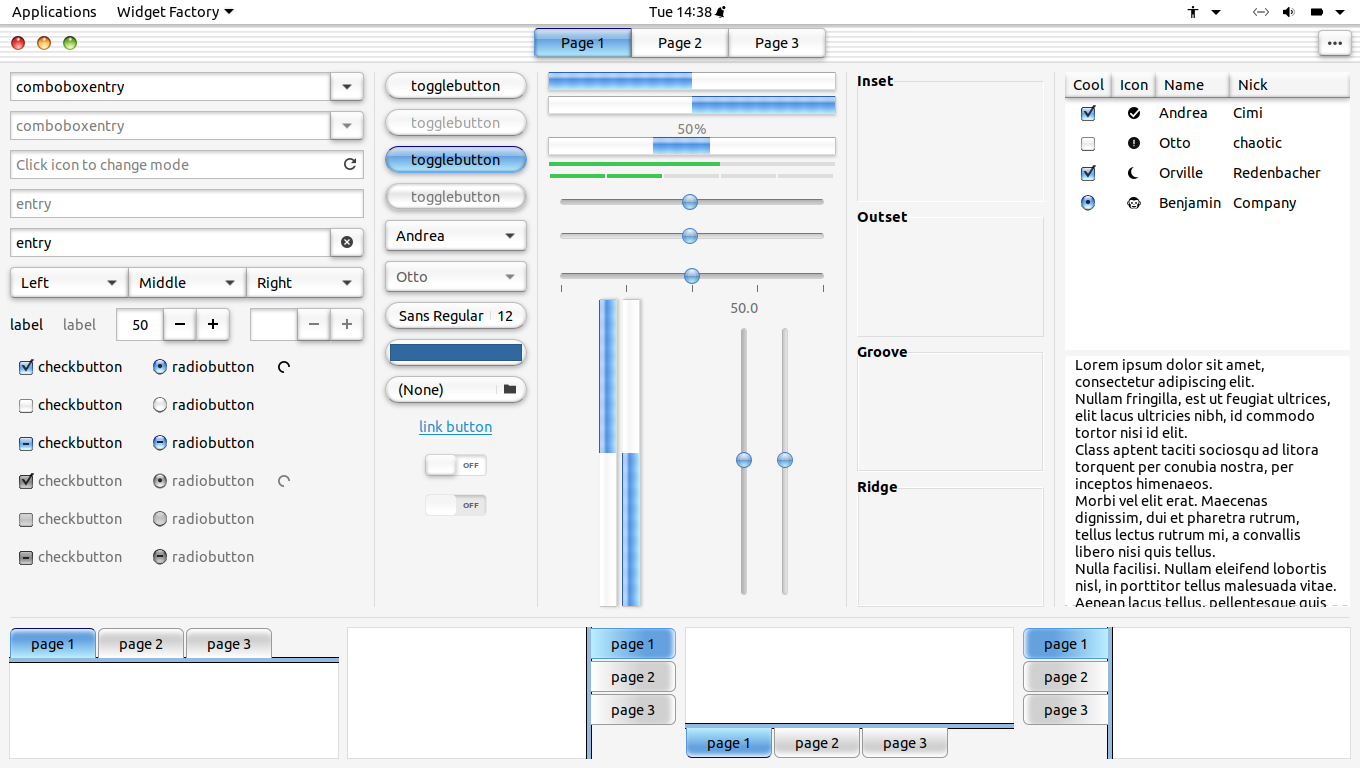 Applications Widget Factory Tue 14:38
Page 1 Page 2 Page 3
comboboxentry
comboboxentry
Click icon to change mode
entry
entry
Left Middle Right
label label 50
checkbutton radiobutton
checkbutton radiobutton
checkbutton radiobutton
checkbutton radiobutton
checkbutton radiobutton
checkbutton radiobutton
togglebutton
togglebutton
togglebutton
togglebutton
Andrea
Otto
Sans Regular 12
(None)
link button
OFF
OFF
50%
50.0
Inset
Outset
Groove
Ridge
Cool Icon Name Nick
Andrea Cimi
Otto chaotic
Orville Redenbacher
Benjamin Company
Lorem ipsum dolor sit amet,
consectetur adipiscing elit.
Nullam fringilla, est ut feugiat ultrices,
elit lacus ultricies nibh, id commodo
tortor nisi id elit.
Class aptent taciti sociosqu ad litora
torquent per conubia nostra, per
inceptos himenaeos.
Morbi vel elit erat. Maecenas
dignissim, dui et pharetra rutrum,
tellus lectus rutrum mi, a convallis
libero nisi quis tellus.
Nulla facilisi. Nullam eleifend lobortis
nisl, in porttitor tellus malesuada vitae.
Aenean lacus tellus, pellentesque quis
page 1 page 2 page 3
page 1
page 2
page 3
page 1 page 2 page 3
page 1
page 2
page 3